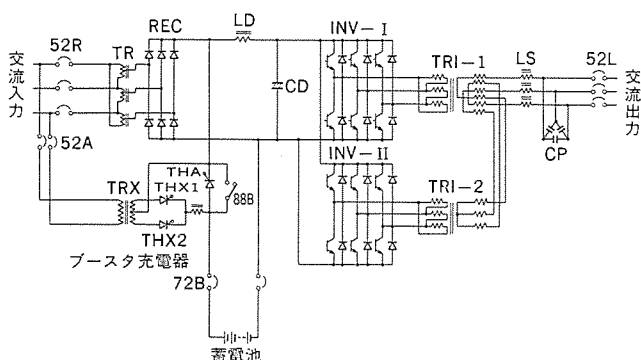 REC
LD
INV-I
52R
TR
TRI-1
LS
52L
交流入力
CD
交流出力
52A
CP
INV-II
THA
TRX
THX1
88B
TRI-2
THX2
ブースタ充電器
72B
蓄電池